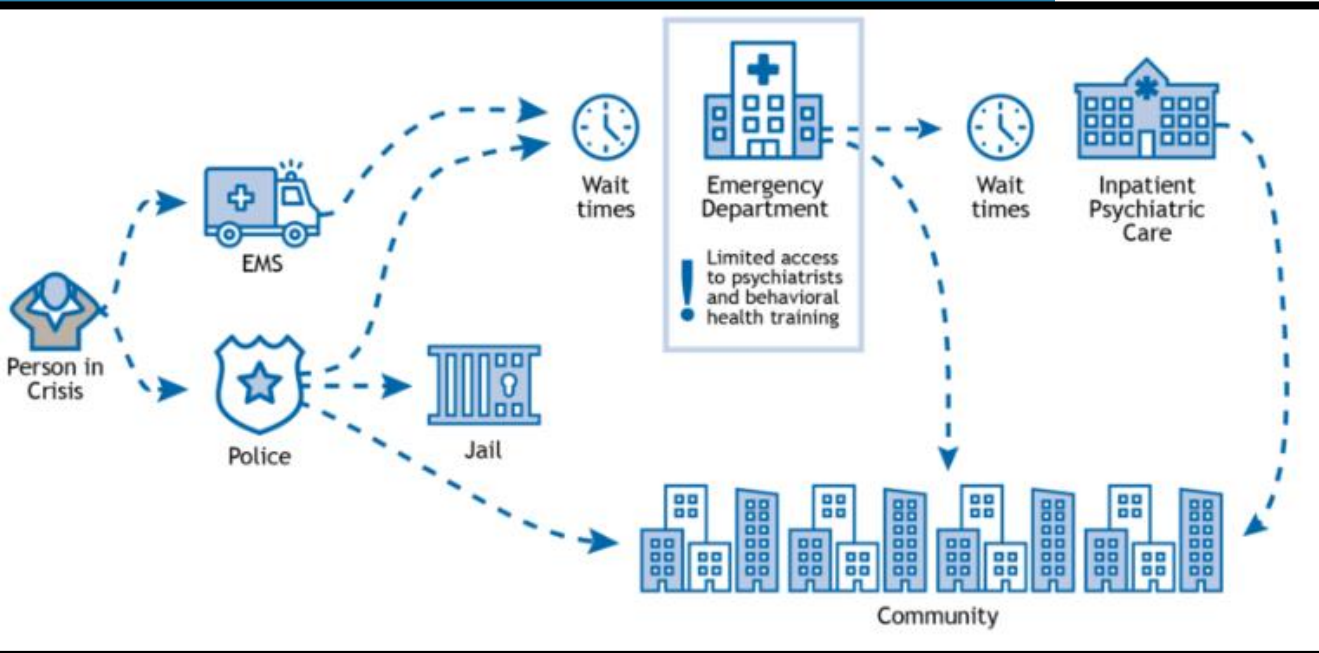 Person in
Crisis
EMS
Police
Jail
Wait
times
Emergency
Department
Limited access
to psychiatrists
and behavioral
health training
Wait
times
Inpatient
Psychiatric
Care
Community